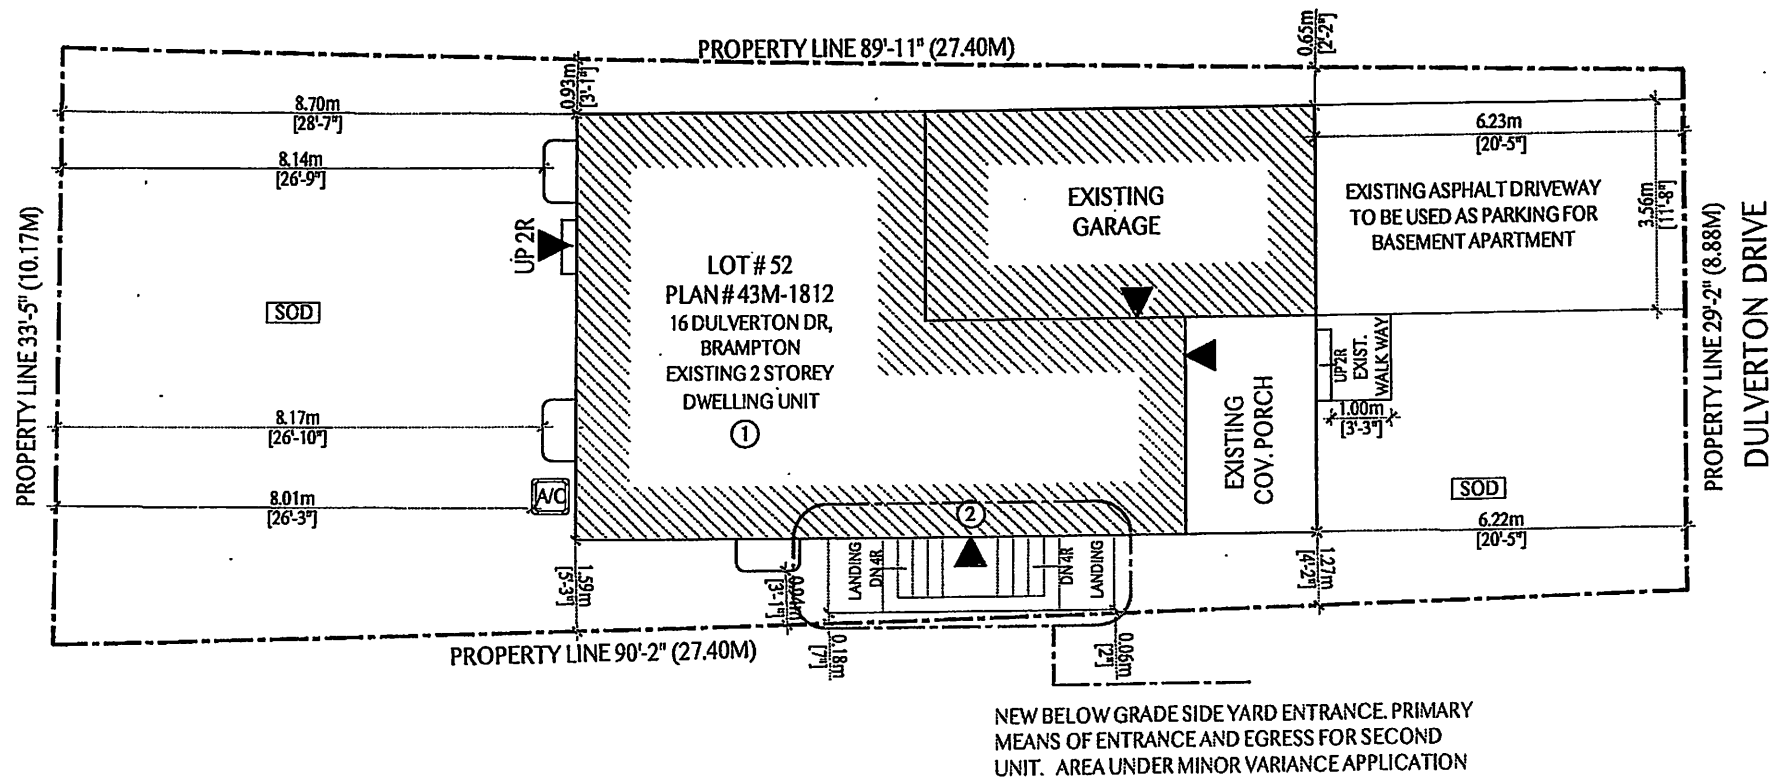 PROPERTY LINE 89'-11" (27.40M)
0.65m
[2'-2"]
0.93m
[3'-1"]
8.70m
[28'-7"]
8.14m
[26'-9"]
6.23m
[20'-5"]
EXISTING
GARAGE
EXISTING ASPHALT DRIVEWAY
TO BE USED AS PARKING FOR
BASEMENT APARTMENT
3.56m
[11'-8"]
PROPERTY LINE 33'-5" (10.17M)
UP 2R
SOD
LOT # 52
PLAN # 43M-1812
16 DULVERTON DR,
BRAMPTON
EXISTING 2 STOREY
DWELLING UNIT
1
PROPERTY LINE 29'-2" (8.88M)
DULVERTON DRIVE
UP2R
EXIST.
WALK WAY
1.00m
[3'-3"]
EXISTING
COV. PORCH
8.17m
[26'-10"]
8.01m
[26'-3"]
A/C
SOD
6.22m
[20'-5"]
2
LANDING
DN 4R
DN 4R
LANDING
1.59m
[5'-3"]
0.94m
[3'-1"]
1.27m
[4'-2"]
0.18m
[7"]
0.06m
[2"]
PROPERTY LINE 90'-2" (27.40M)
NEW BELOW GRADE SIDE YARD ENTRANCE. PRIMARY
MEANS OF ENTRANCE AND EGRESS FOR SECOND
UNIT. AREA UNDER MINOR VARIANCE APPLICATION